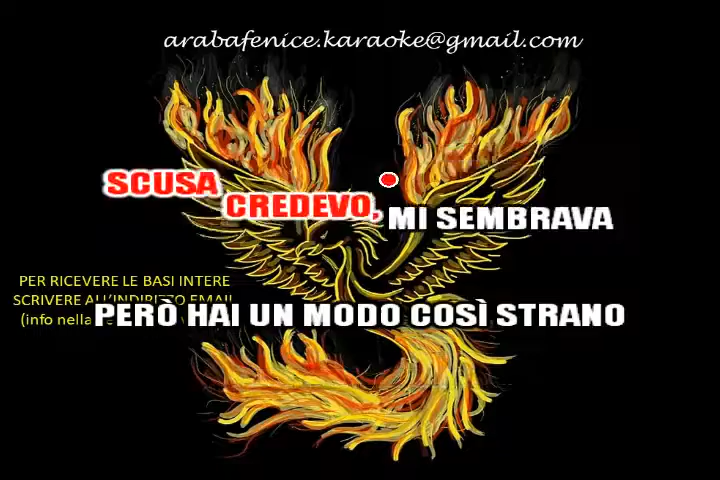 arabafenice.karaoke@gmail.com
SCUSA CREDEVO, MI SEMBRAVA
PER RICEVERE LE BASI INTERE
SCRIVERE ALL'INDIRIZZO EMAIL
(info nella
PERÒ HAI UN MODO COSÌ STRANO